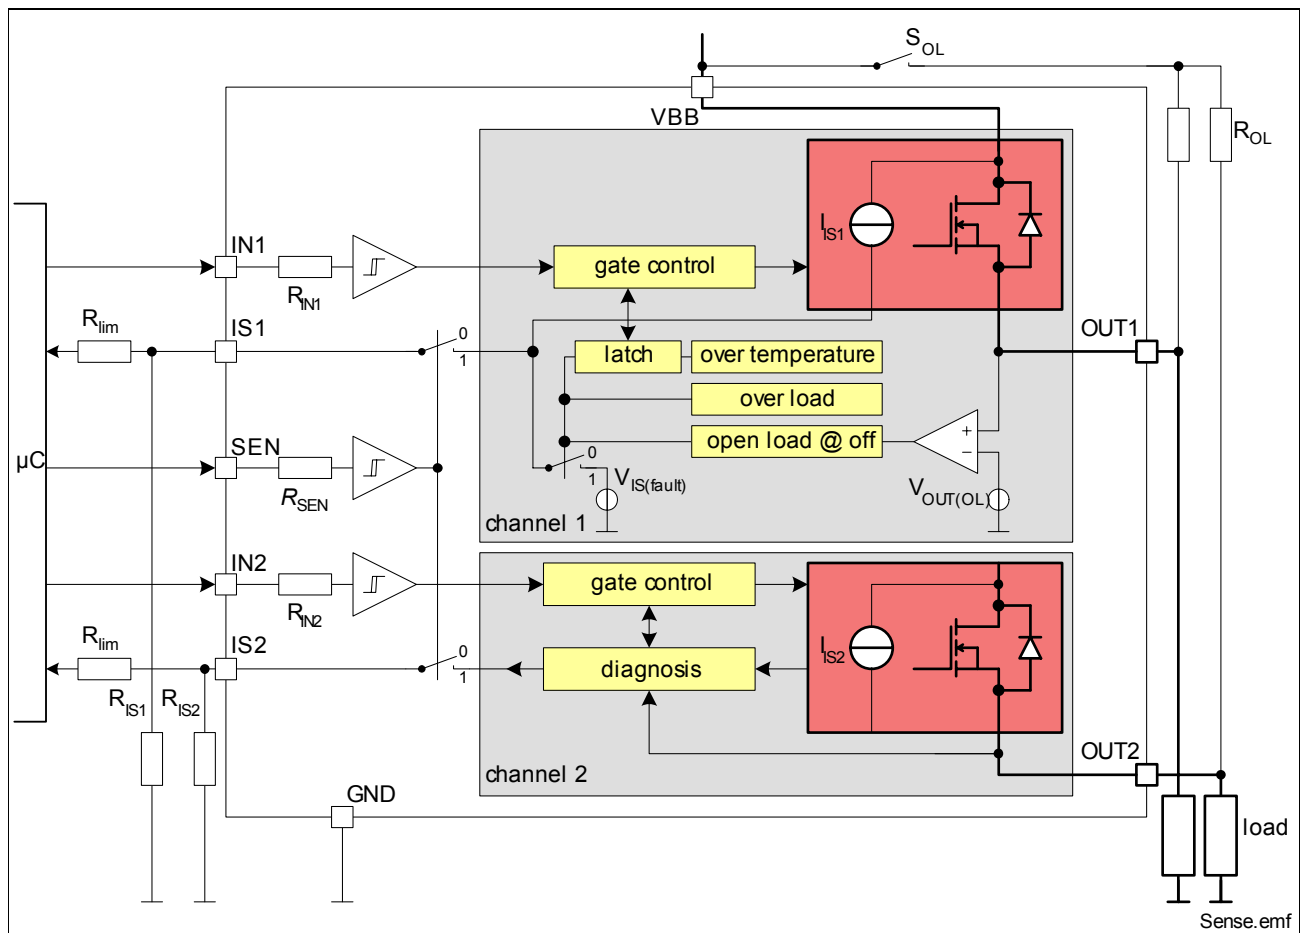 S_OL
VBB
R_OL
IN1
I_IS1
gate control
R_IN1
R_lim
IS1
0
OUT1
1
latch
over temperature
over load
SEN
open load @ off
+
µC
0
−
1
V_IS(fault)
V_OUT(OL)
R_SEN
channel 1
IN2
gate control
R_IN2
I_IS2
R_lim
IS2
0
diagnosis
1
R_IS1
R_IS2
OUT2
channel 2
GND
load
Sense.emf